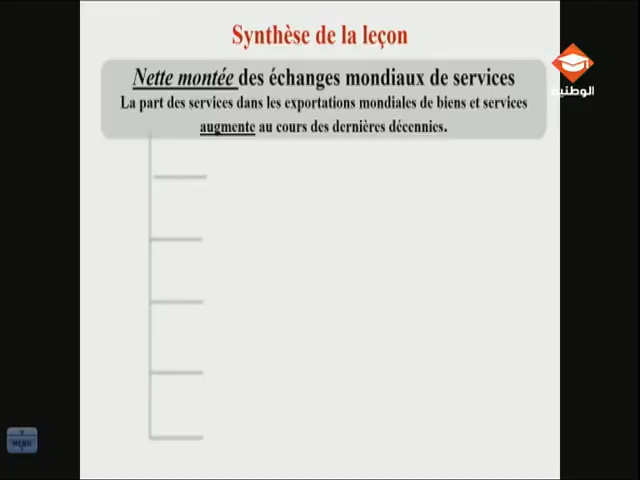 Synthèse de la leçon
Nette montée des échanges mondiaux de services
La part des services dans les exportations mondiales de biens et services
augmente au cours des dernières décennies.
الوطنية
MENU